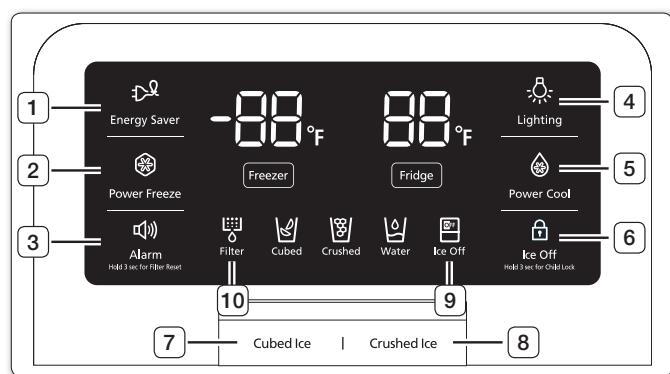 1
Energy Saver
2
Power Freeze
3
Alarm
Hold 3 sec for Filter Reset
-88 °F
88 °F
Freezer
Fridge
Filter
Cubed
Crushed
Water
OFF
Ice Off
4
Lighting
5
Power Cool
6
Ice Off
Hold 3 sec for Child Lock
10
9
7
Cubed Ice | Crushed Ice
8